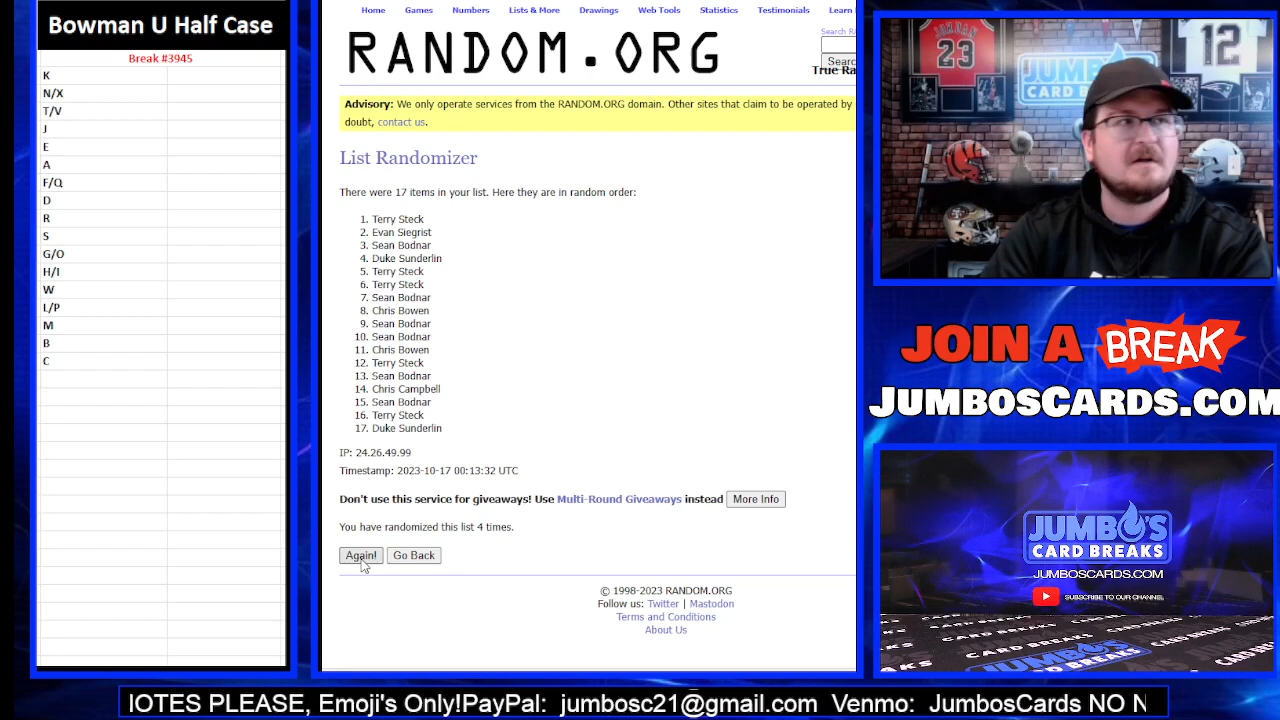 Bowman U Half Case
Break #3945
K
N/X
T/V
J
E
A
F/Q
D
R
S
G/O
H/I
W
L/P
M
B
C
Home Games Numbers Lists & More Drawings Web Tools Statistics Testimonials Learn
RANDOM.ORG
Search
True Ra
Advisory: We only operate services from the RANDOM.ORG domain. Other sites that claim to be operated by
doubt, contact us.
List Randomizer
There were 17 items in your list. Here they are in random order:
1. Terry Steck
2. Evan Siegrist
3. Sean Bodnar
4. Duke Sunderlin
5. Terry Steck
6. Terry Steck
7. Sean Bodnar
8. Chris Bowen
9. Sean Bodnar
10. Sean Bodnar
11. Chris Bowen
12. Terry Steck
13. Sean Bodnar
14. Chris Campbell
15. Sean Bodnar
16. Terry Steck
17. Duke Sunderlin
IP: 24.26.49.99
Timestamp: 2023-10-17 00:13:32 UTC
Don't use this service for giveaways! Use Multi-Round Giveaways instead More Info
You have randomized this list 4 times.
Again! Go Back
© 1998-2023 RANDOM.ORG
Follow us: Twitter | Mastodon
Terms and Conditions
About Us
23
12
JOIN A BREAK
JUMBOSCARDS.COM
JUMBO'S
CARD BREAKS
JUMBOSCARDS.COM
SUBSCRIBE TO OUR CHANNEL
IOTES PLEASE, Emoji's Only!PayPal: jumbosc21@gmail.com Venmo: JumbosCards NO N